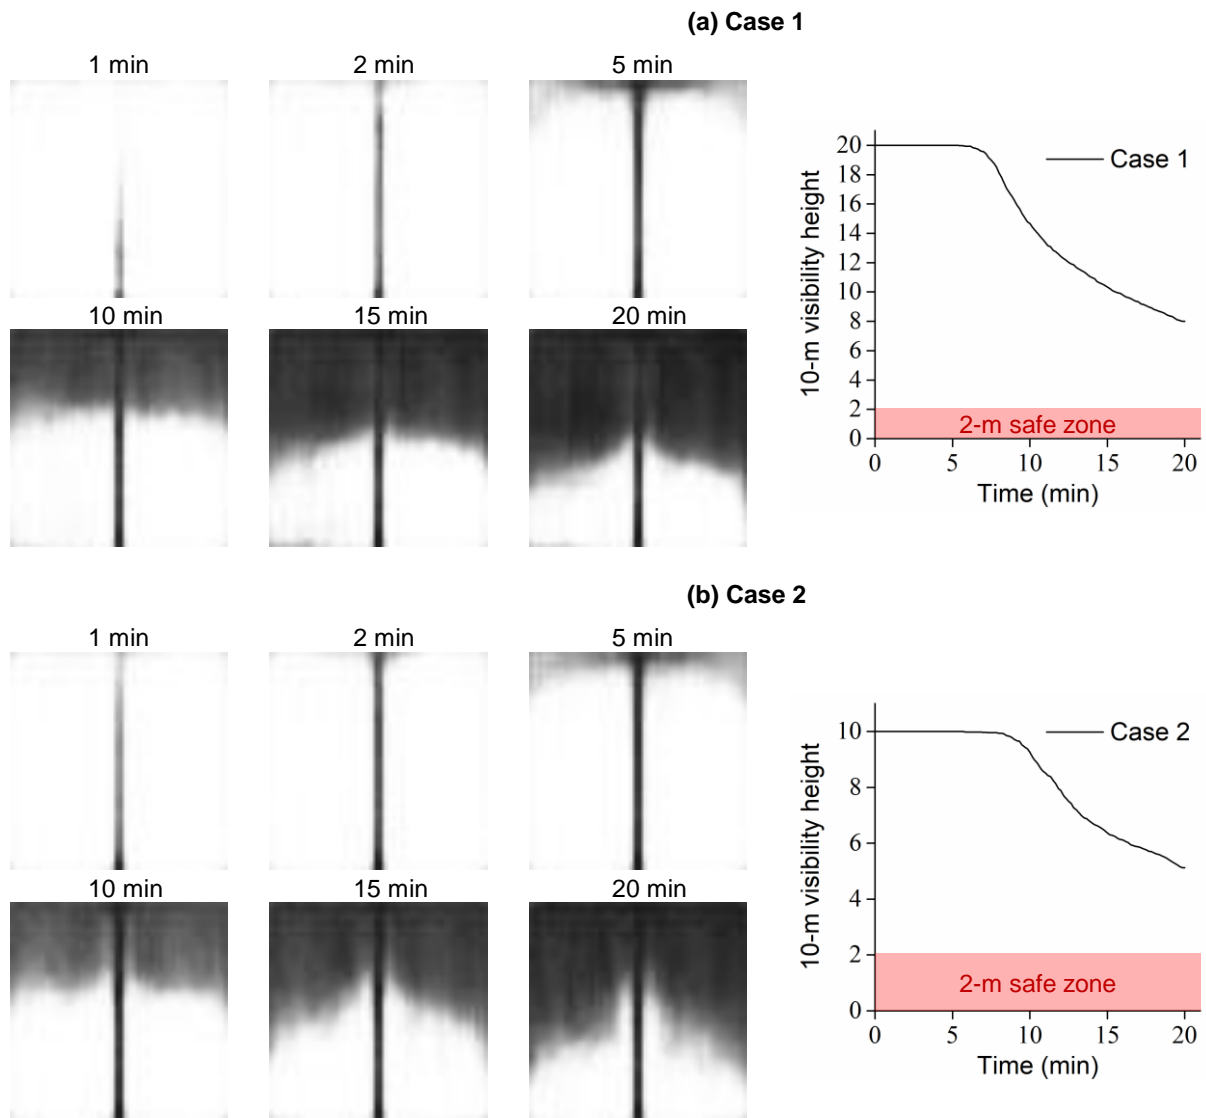 (a) Case 1
1 min
2 min
5 min
10 min
15 min
20 min
10-m visibility height
20
18
16
14
12
10
8
6
4
2
0
Case 1
2-m safe zone
0 5 10 15 20
Time (min)
(b) Case 2
1 min
2 min
5 min
10 min
15 min
20 min
10-m visibility height
10
8
6
4
2
0
Case 2
2-m safe zone
0 5 10 15 20
Time (min)